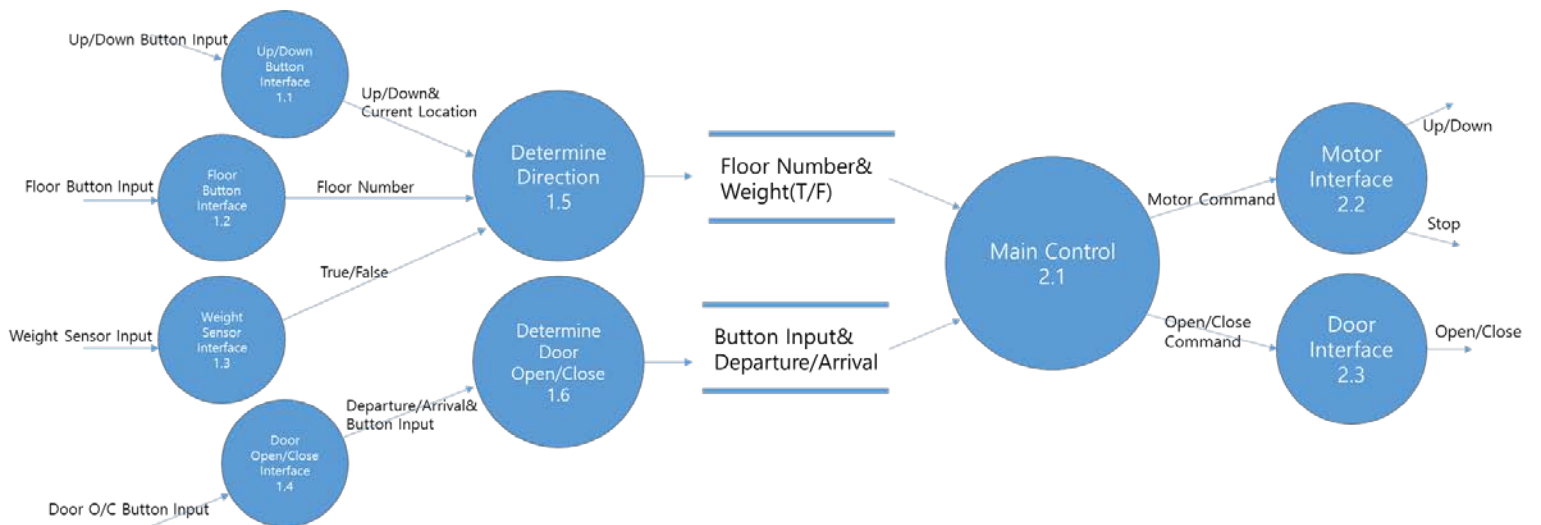 Up/Down Button Input
Up/Down
Button
Interface
1.1
Up/Down&
Current Location
Floor Button Input
Floor
Button
Interface
1.2
Floor Number
Weight Sensor Input
Weight
Sensor
Interface
1.3
True/False
Door O/C Button Input
Door
Open/Close
Interface
1.4
Departure/Arrival&
Button Input
Determine
Direction
1.5
Determine
Door
Open/Close
1.6
Floor Number&
Weight(T/F)
Button Input&
Departure/Arrival
Main Control
2.1
Motor Command
Motor
Interface
2.2
Up/Down
Stop
Open/Close
Command
Door
Interface
2.3
Open/Close